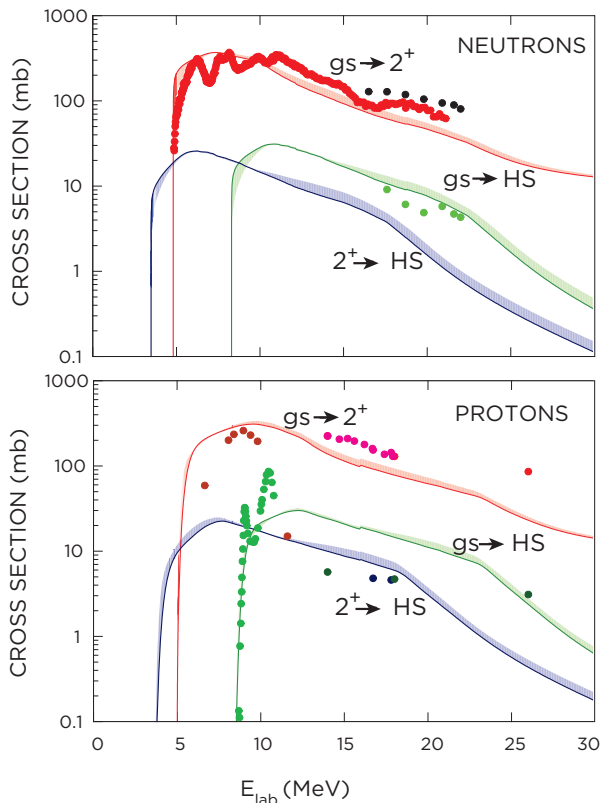 1000
NEUTRONS
gs→2⁺
100
gs→HS
10
2⁺→ HS
1
0.1
CROSS SECTION (mb)
1000
gs→2⁺
PROTONS
100
gs→HS
10
2⁺→ HS
1
0.1
CROSS SECTION (mb)
0 5 10 15 20 25 30
E_lab (MeV)